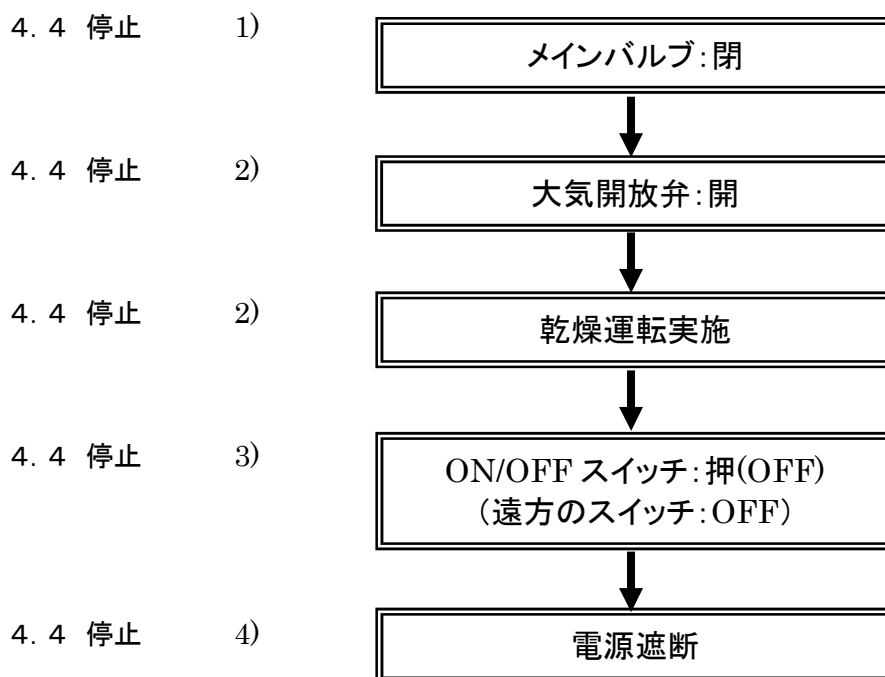 4.4 停止 1) メインバルブ:閉
4.4 停止 2) 大気開放弁:開
4.4 停止 2) 乾燥運転実施
4.4 停止 3) ON/OFF スイッチ:押(OFF)
(遠方のスイッチ:OFF)
4.4 停止 4) 電源遮断